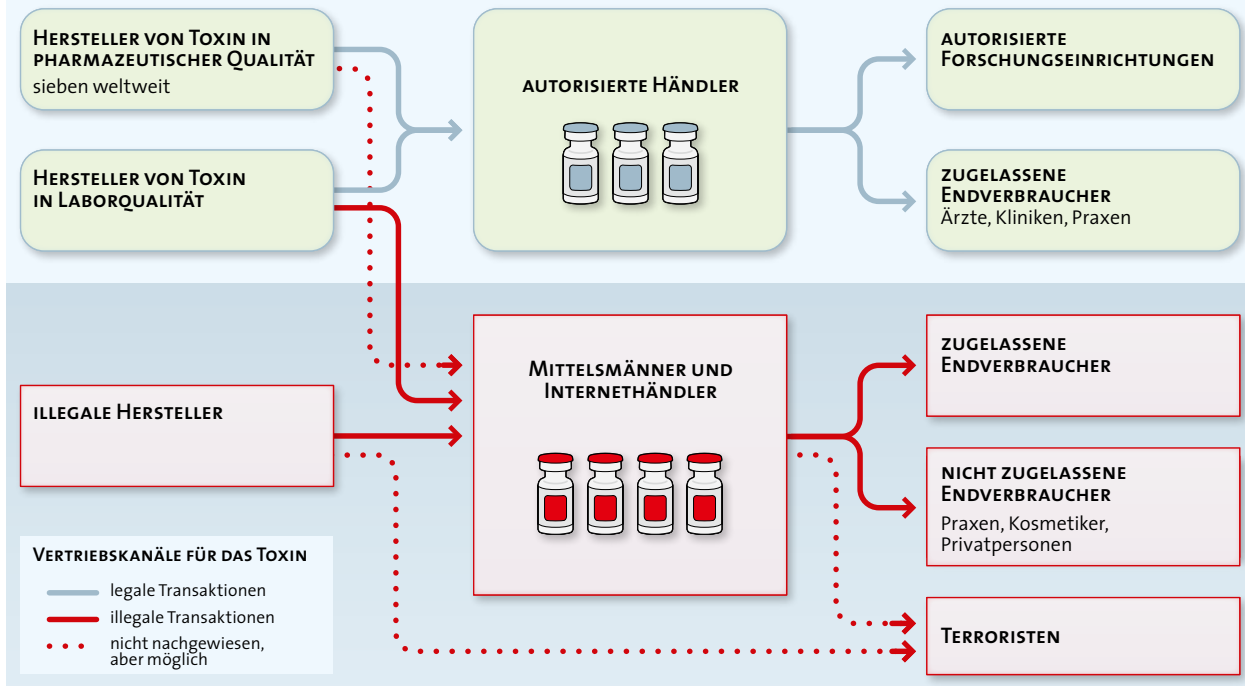 Hersteller von Toxin in
pharmazeutischer Qualität
sieben weltweit
Hersteller von Toxin
in Laborqualität
autorisierte Händler
autorisierte
Forschungseinrichtungen
zugelassene
Endverbraucher
Ärzte, Kliniken, Praxen
illegale Hersteller
Mittelsmänner und
Internethändler
zugelassene
Endverbraucher
nicht zugelassene
Endverbraucher
Praxen, Kosmetiker,
Privatpersonen
Terroristen
Vertriebskanäle für das Toxin
legale Transaktionen
illegale Transaktionen
nicht nachgewiesen,
aber möglich